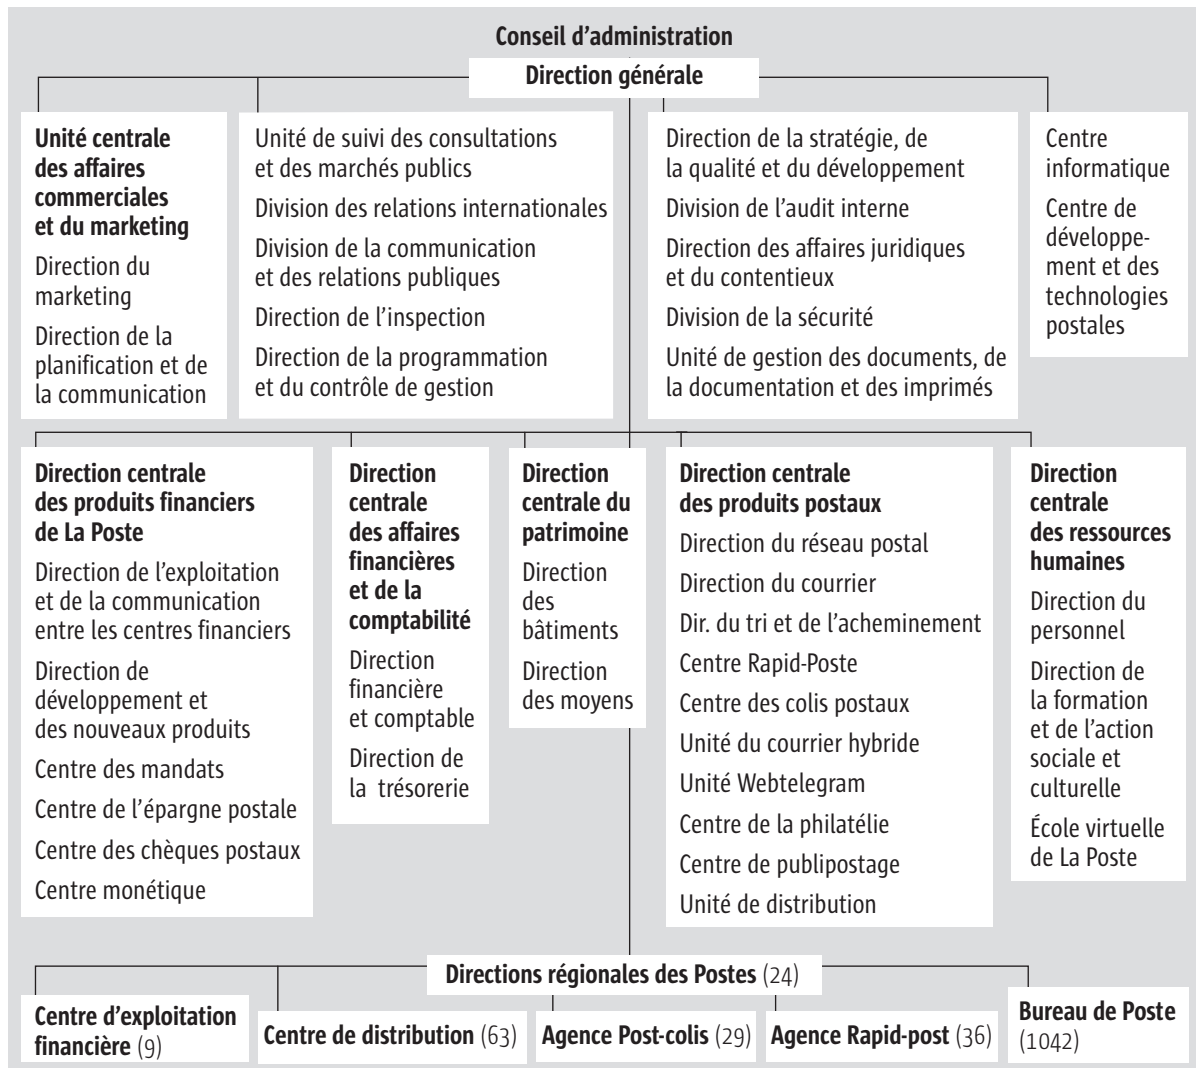 Conseil d'administration
Direction générale
Unité centrale
des affaires
commerciales
et du marketing
Direction du
marketing
Direction de la
planification et de
la communication
Unité de suivi des consultations
et des marchés publics
Division des relations internationales
Division de la communication
et des relations publiques
Direction de l'inspection
Direction de la programmation
et du contrôle de gestion
Direction de la stratégie, de
la qualité et du développement
Division de l'audit interne
Direction des affaires juridiques
et du contentieux
Division de la sécurité
Unité de gestion des documents, de
la documentation et des imprimés
Centre
informatique
Centre de
développe-
ment et des
technologies
postales
Direction centrale
des produits financiers
de La Poste
Direction de l'exploitation
et de la communication
entre les centres financiers
Direction de
développement et
des nouveaux produits
Centre des mandats
Centre de l'épargne postale
Centre des chèques postaux
Centre monétique
Direction
centrale
des affaires
financières
et de la
comptabilité
Direction
financière
et comptable
Direction de
la trésorerie
Direction
centrale du
patrimoine
Direction
des
bâtiments
Direction
des moyens
Direction centrale
des produits postaux
Direction du réseau postal
Direction du courrier
Dir. du tri et de l'acheminement
Centre Rapid-Poste
Centre des colis postaux
Unité du courrier hybride
Unité Webtelegram
Centre de la philatélie
Centre de publipostage
Unité de distribution
Direction
centrale
des ressources
humaines
Direction du
personnel
Direction de
la formation
et de l'action
sociale et
culturelle
École virtuelle
de La Poste
Directions régionales des Postes (24)
Centre d'exploitation
financière (9)
Centre de distribution (63)
Agence Post-colis (29)
Agence Rapid-post (36)
Bureau de Poste
(1042)